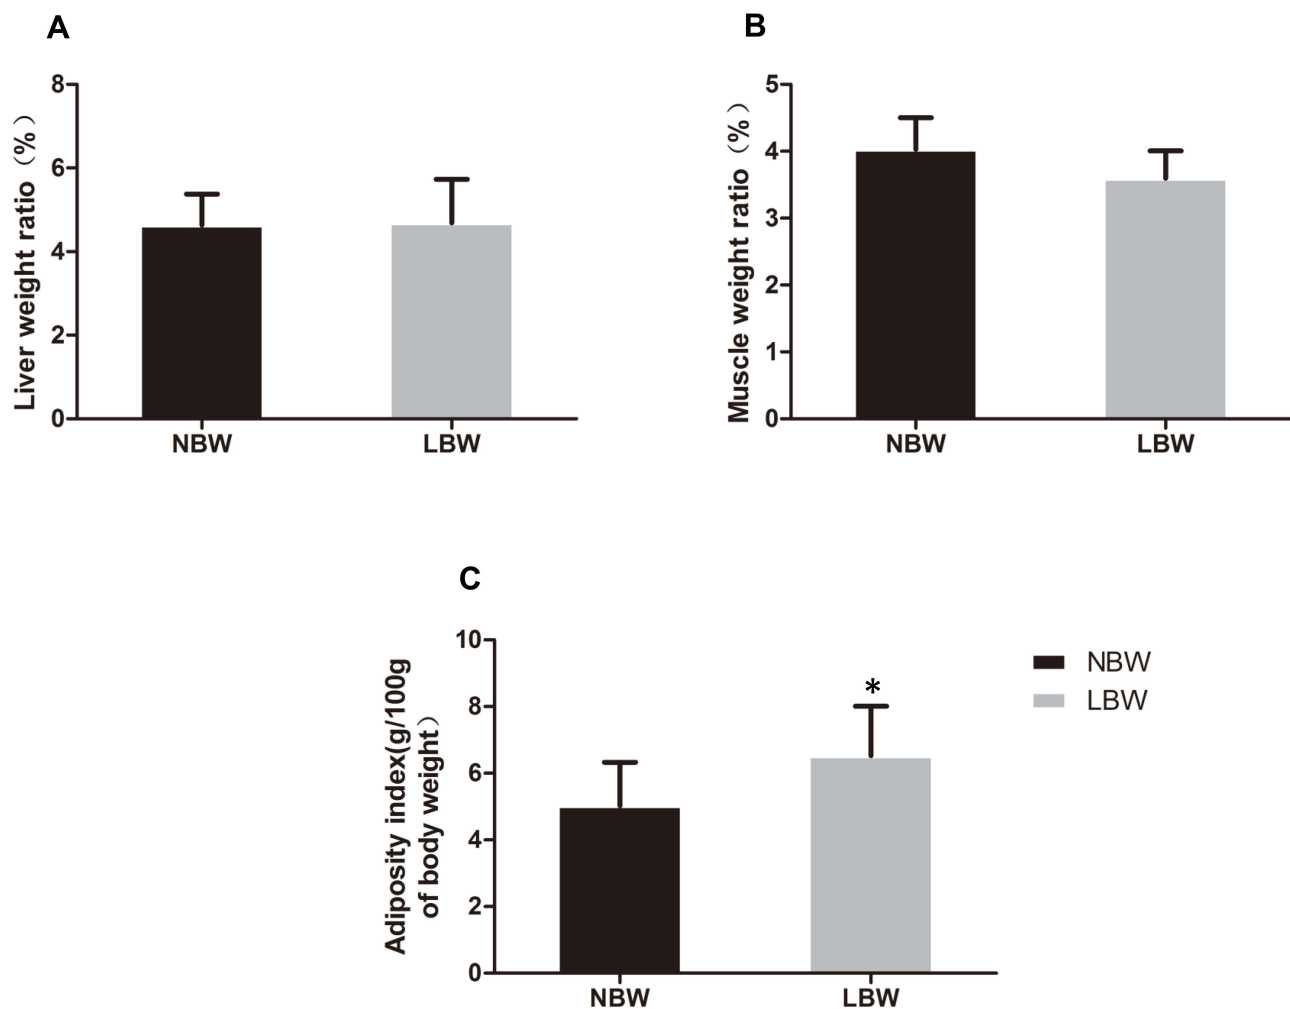 A
Liver weight ratio（%）
8
6
4
2
0
NBW LBW
B
Muscle weight ratio（%）
5
4
3
2
1
0
NBW LBW
C
Adiposity index(g/100g
of body weight）
10
8
6
4
2
0
*
NBW LBW
NBW
LBW